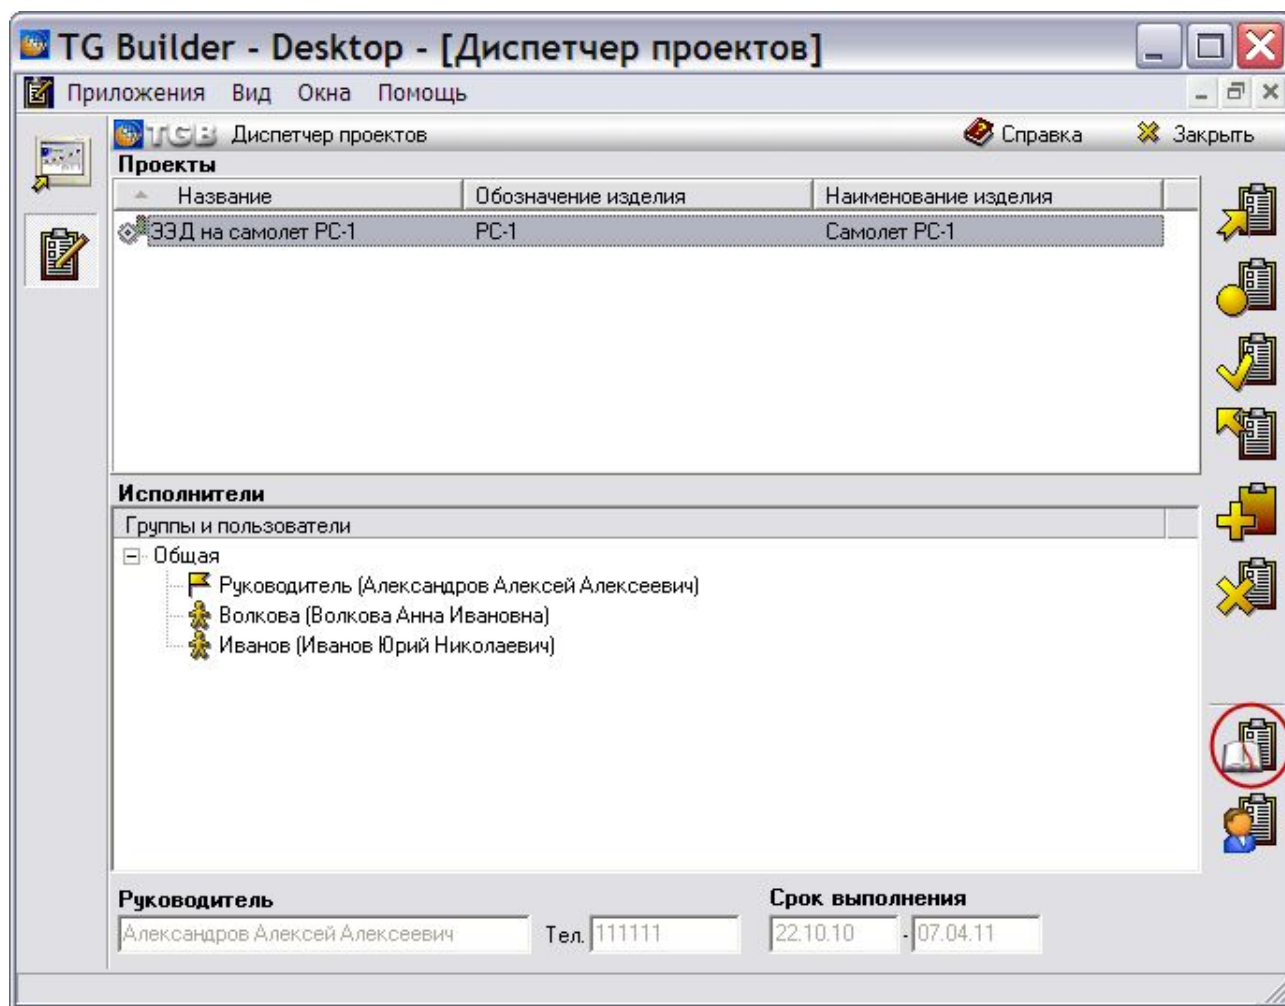 TG Builder - Desktop - [Диспетчер проектов]
Приложения Вид Окна Помощь
TGB Диспетчер проектов Справка Закрыть
Проекты
Название Обозначение изделия Наименование изделия
ЭЭД на самолет РС-1 РС-1 Самолет РС-1
Исполнители
Группы и пользователи
Общая
Руководитель (Александров Алексей Алексеевич)
Волкова (Волкова Анна Ивановна)
Иванов (Иванов Юрий Николаевич)
Руководитель Срок выполнения
Александров Алексей Алексеевич Тел. 111111 22.10.10 - 07.04.11